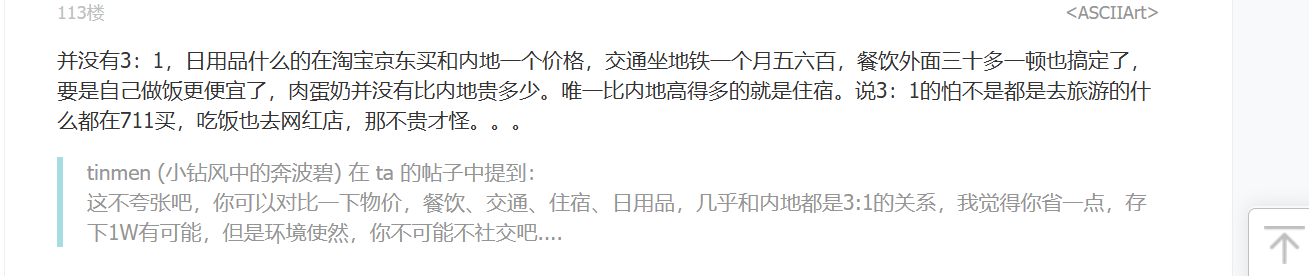 113楼 <ASCIIArt>
并没有3：1，日用品什么的在淘宝京东买和内地一个价格，交通坐地铁一个月五六百，餐饮外面三十多一顿也搞定了，
要是自己做饭更便宜了，肉蛋奶并没有比内地贵多少。唯一比内地高得多的就是住宿。说3：1的怕不是都是去旅游的什
么都在711买，吃饭也去网红店，那不贵才怪。。。
tinmen (小钻风中的奔波碧) 在 ta 的帖子中提到：
这不夸张吧，你可以对比一下物价，餐饮、交通、住宿、日用品，几乎和内地都是3:1的关系，我觉得你省一点，存
下1W有可能，但是环境使然，你不可能不社交吧....